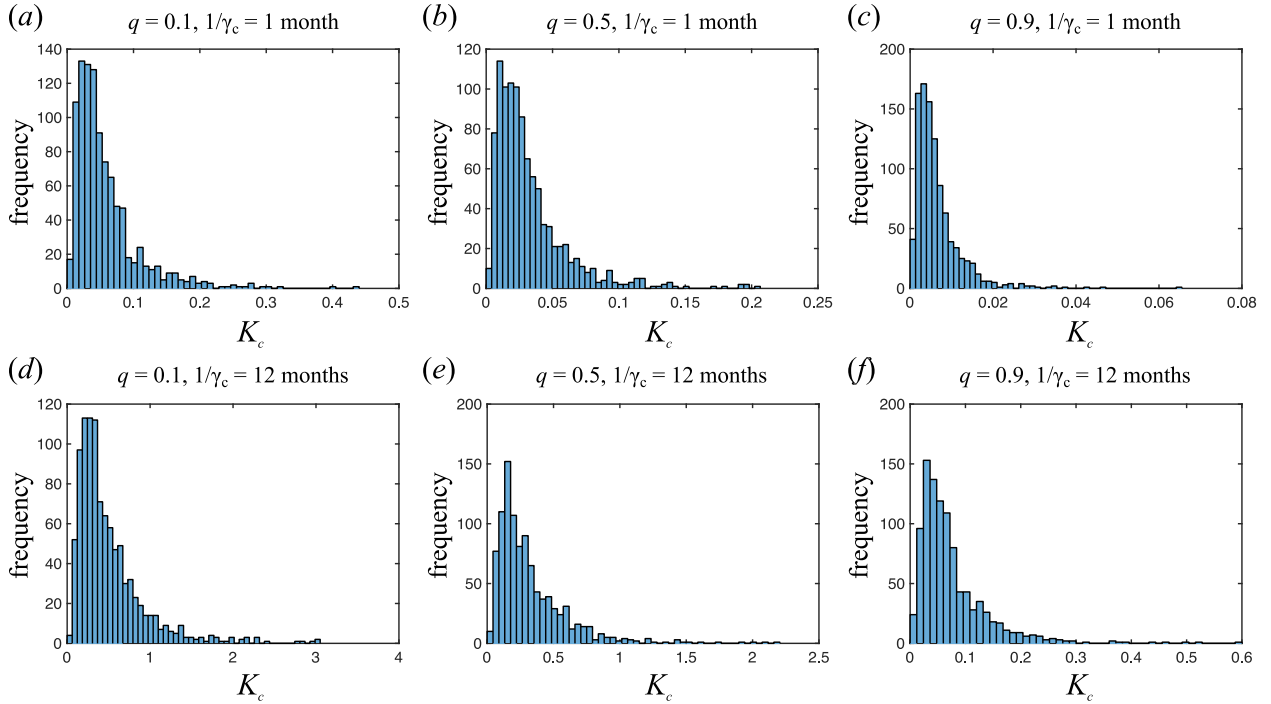 (a) q = 0.1, 1/γc = 1 month
140
120
100
80
60
40
20
0
frequency
0 0.1 0.2 0.3 0.4 0.5
Kc
(b) q = 0.5, 1/γc = 1 month
120
100
80
60
40
20
0
frequency
0 0.05 0.1 0.15 0.2 0.25
Kc
(c) q = 0.9, 1/γc = 1 month
200
150
100
50
0
frequency
0 0.02 0.04 0.06 0.08
Kc
(d) q = 0.1, 1/γc = 12 months
120
100
80
60
40
20
0
frequency
0 1 2 3 4
Kc
(e) q = 0.5, 1/γc = 12 months
200
150
100
50
0
frequency
0 0.5 1 1.5 2 2.5
Kc
(f) q = 0.9, 1/γc = 12 months
200
150
100
50
0
frequency
0 0.1 0.2 0.3 0.4 0.5 0.6
Kc